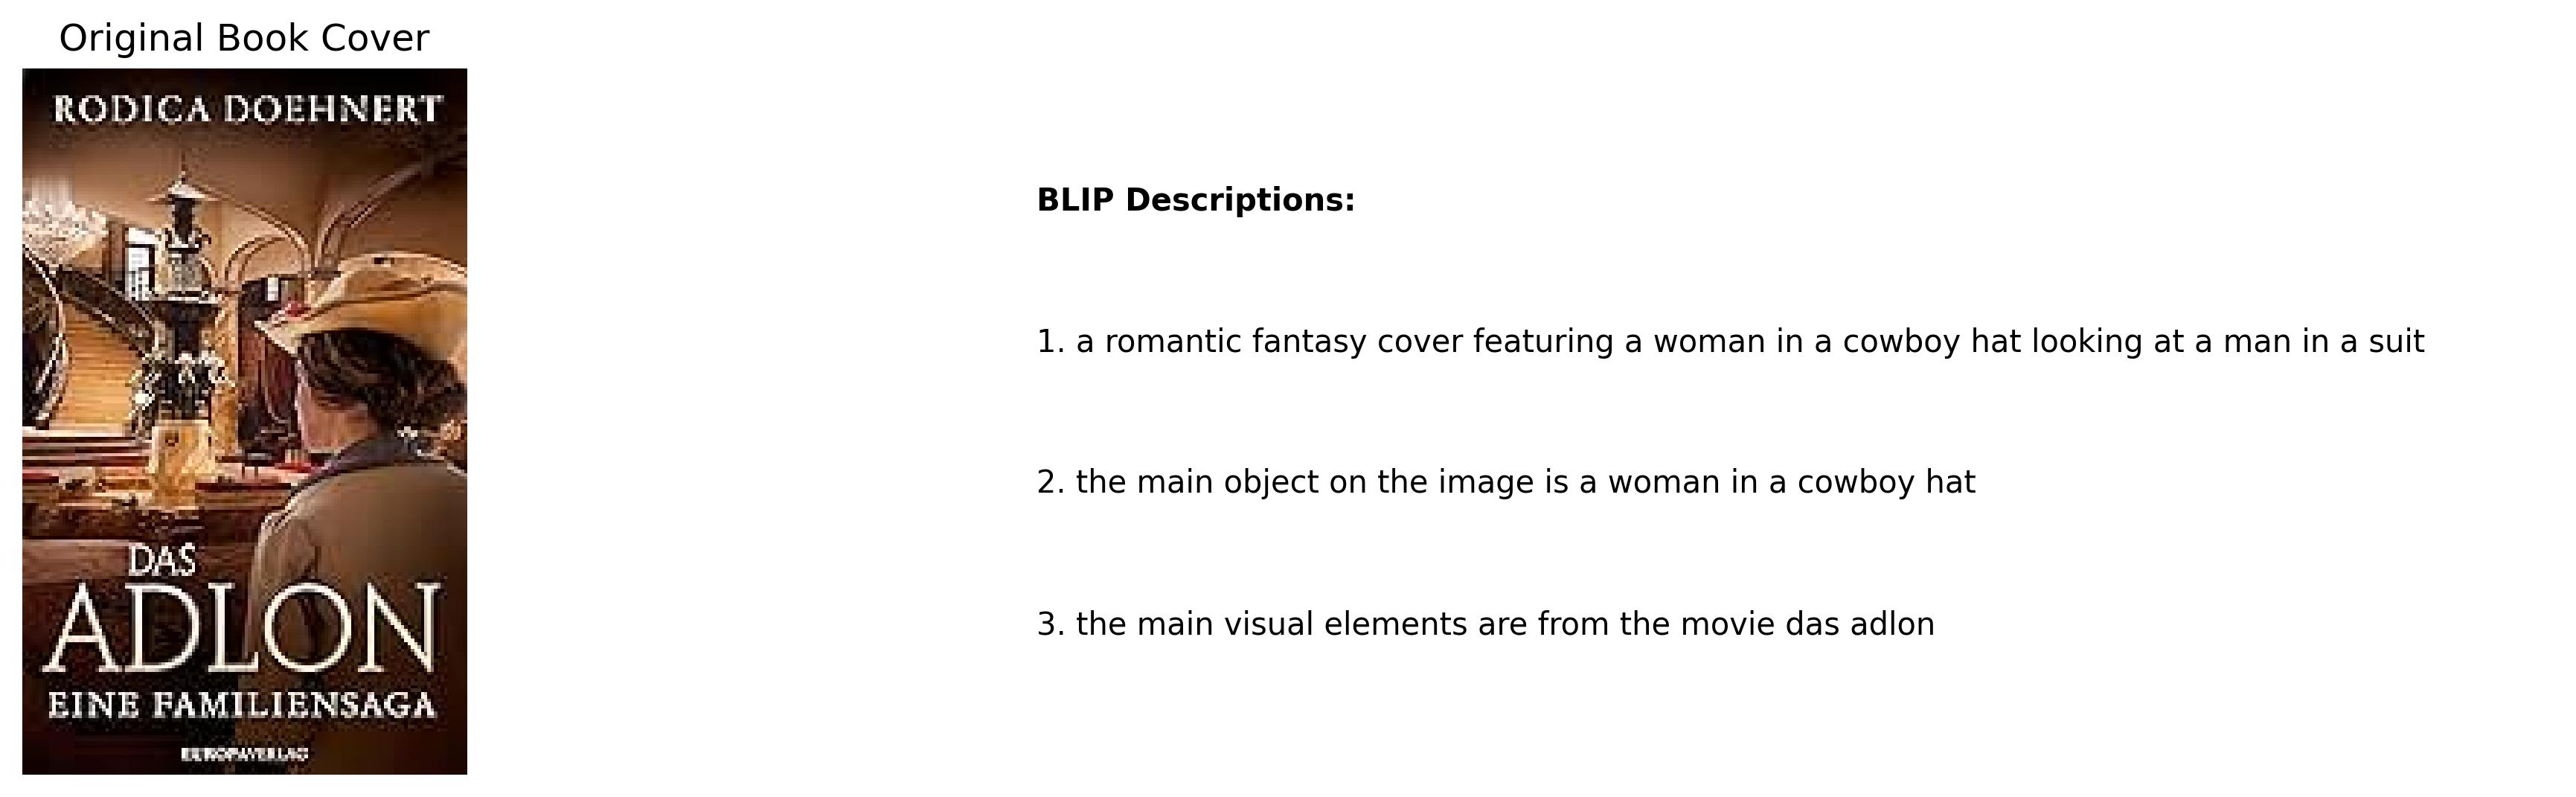 Original Book Cover
RODICA DOEHNERT
DAS
ADLON
EINE FAMILIENSAGA
EUROPAVERLAG
BLIP Descriptions:
1. a romantic fantasy cover featuring a woman in a cowboy hat looking at a man in a suit
2. the main object on the image is a woman in a cowboy hat
3. the main visual elements are from the movie das adlon